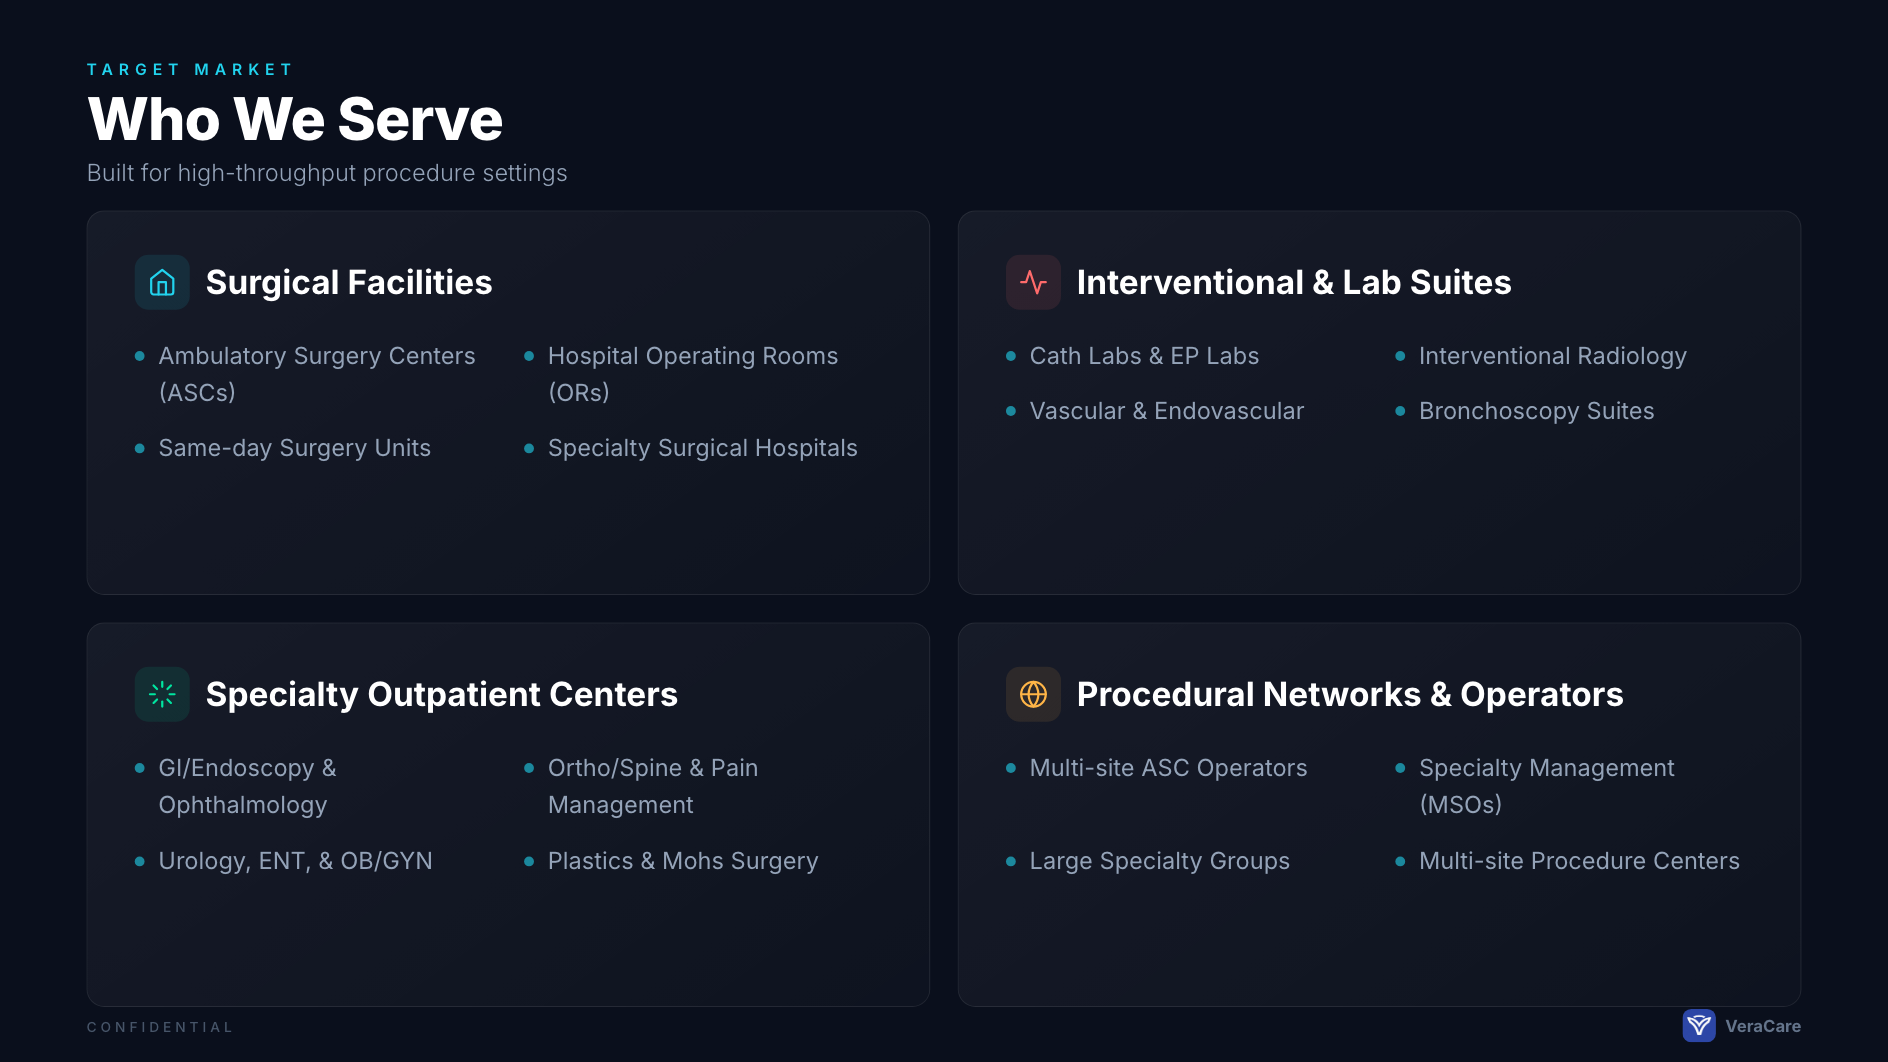 TARGET MARKET
Who We Serve
Built for high-throughput procedure settings
Surgical Facilities
Ambulatory Surgery Centers
(ASCs)
Hospital Operating Rooms
(ORs)
Same-day Surgery Units
Specialty Surgical Hospitals
Interventional & Lab Suites
Cath Labs & EP Labs
Interventional Radiology
Vascular & Endovascular
Bronchoscopy Suites
Specialty Outpatient Centers
GI/Endoscopy &
Ophthalmology
Ortho/Spine & Pain
Management
Urology, ENT, & OB/GYN
Plastics & Mohs Surgery
Procedural Networks & Operators
Multi-site ASC Operators
Specialty Management
(MSOs)
Large Specialty Groups
Multi-site Procedure Centers
CONFIDENTIAL
VeraCare